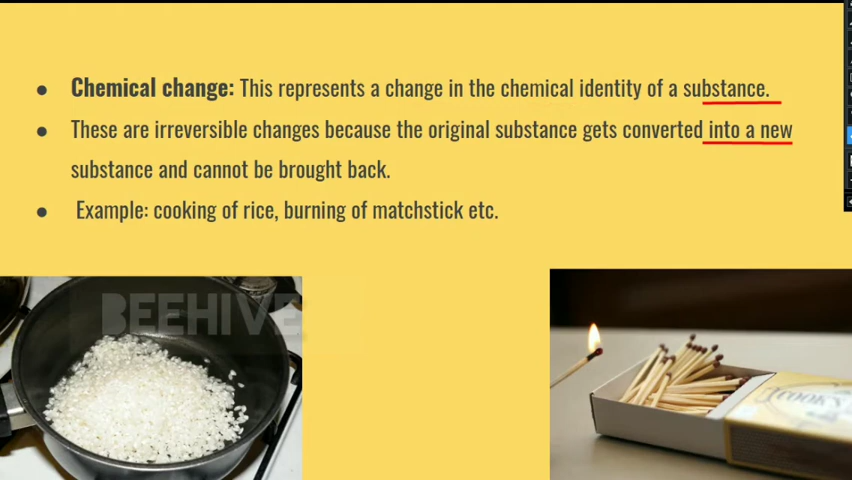 Chemical change: This represents a change in the chemical identity of a substance.
These are irreversible changes because the original substance gets converted into a new
substance and cannot be brought back.
Example: cooking of rice, burning of matchstick etc.
BEEHIVE